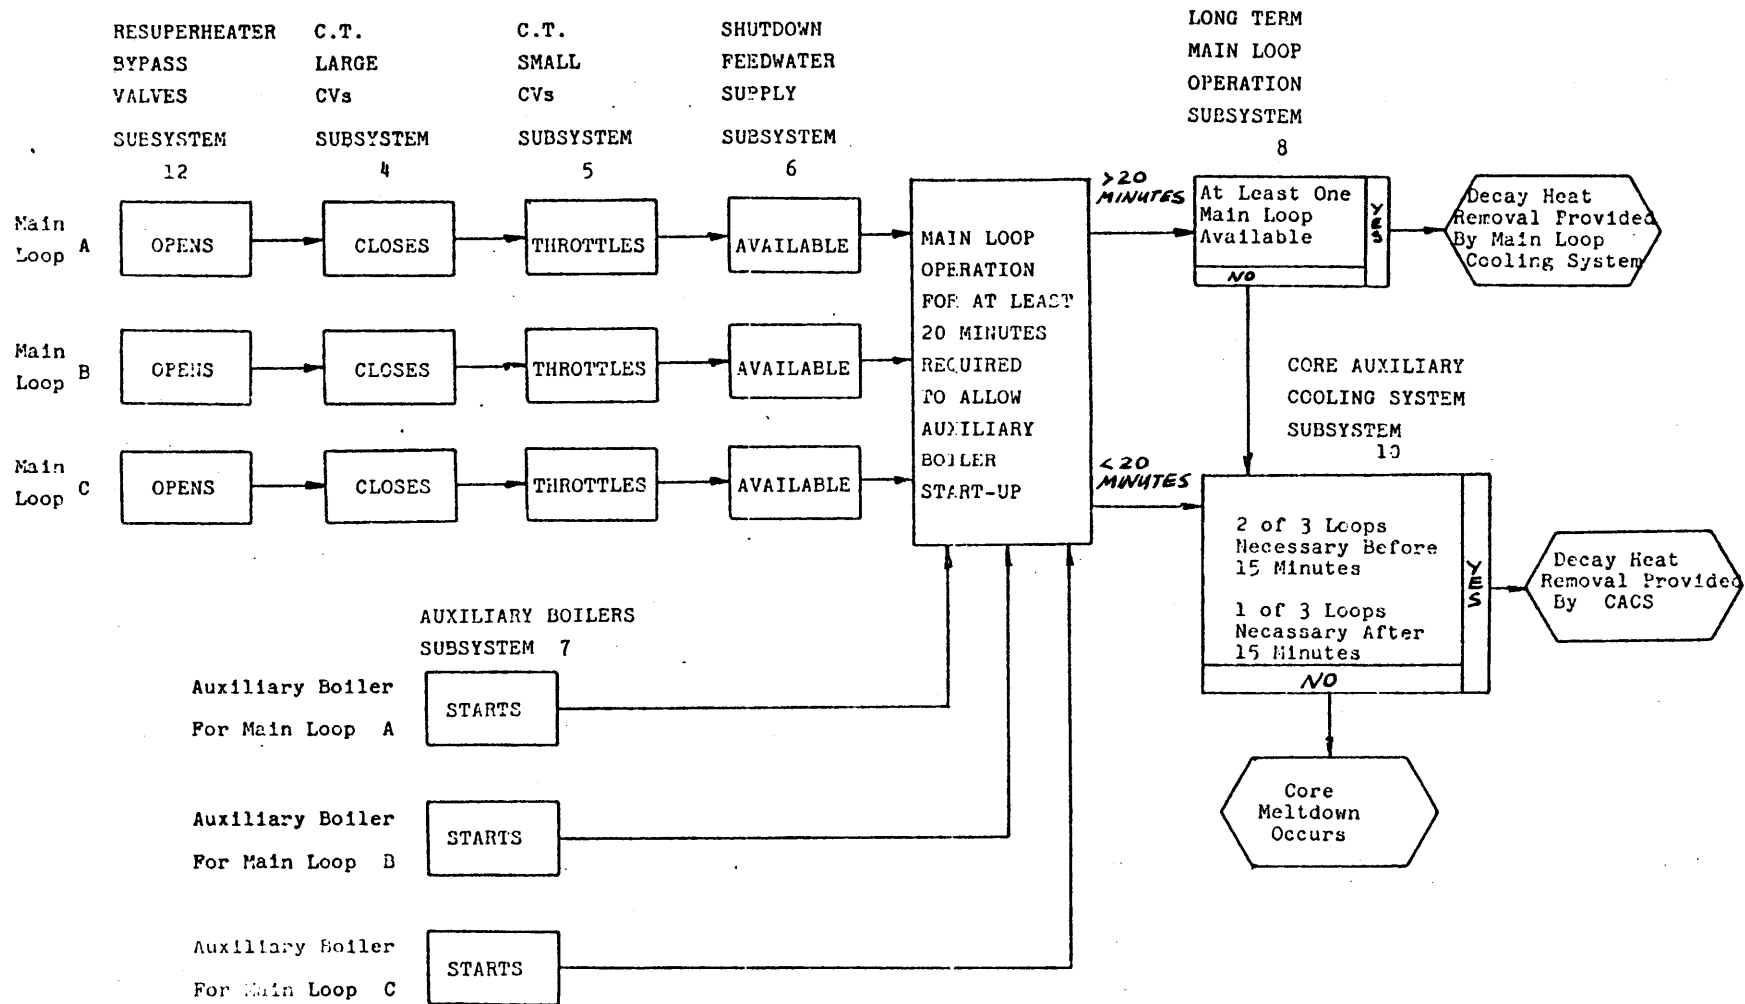 RESUPERHEATER
BYPASS
VALVES
SUBSYSTEM
12
C.T.
LARGE
CVs
SUBSYSTEM
4
C.T.
SMALL
CVs
SUBSYSTEM
5
SHUTDOWN
FEEDWATER
SUPPLY
SUBSYSTEM
6
LONG TERM
MAIN LOOP
OPERATION
SUBSYSTEM
8
Main
Loop A
OPENS
CLOSES
THROTTLES
AVAILABLE
Main
Loop B
OPENS
CLOSES
THROTTLES
AVAILABLE
Main
Loop C
OPENS
CLOSES
THROTTLES
AVAILABLE
MAIN LOOP
OPERATION
FOR AT LEAST
20 MINUTES
REQUIRED
TO ALLOW
AUXILIARY
BOILER
START-UP
>20
MINUTES
At Least One
Main Loop
Available
YES
NO
Decay Heat
Removal Provided
By Main Loop
Cooling System
CORE AUXILIARY
COOLING SYSTEM
SUBSYSTEM
10
<20
MINUTES
2 of 3 Loops
Necessary Before
15 Minutes
1 of 3 Loops
Necassary After
15 Minutes
YES
NO
Decay Heat
Removal Provided
By CACS
Core
Meltdown
Occurs
AUXILIARY BOILERS
SUBSYSTEM 7
Auxiliary Boiler
For Main Loop A
STARTS
Auxiliary Boiler
For Main Loop B
STARTS
Auxiliary Boiler
For Main Loop C
STARTS